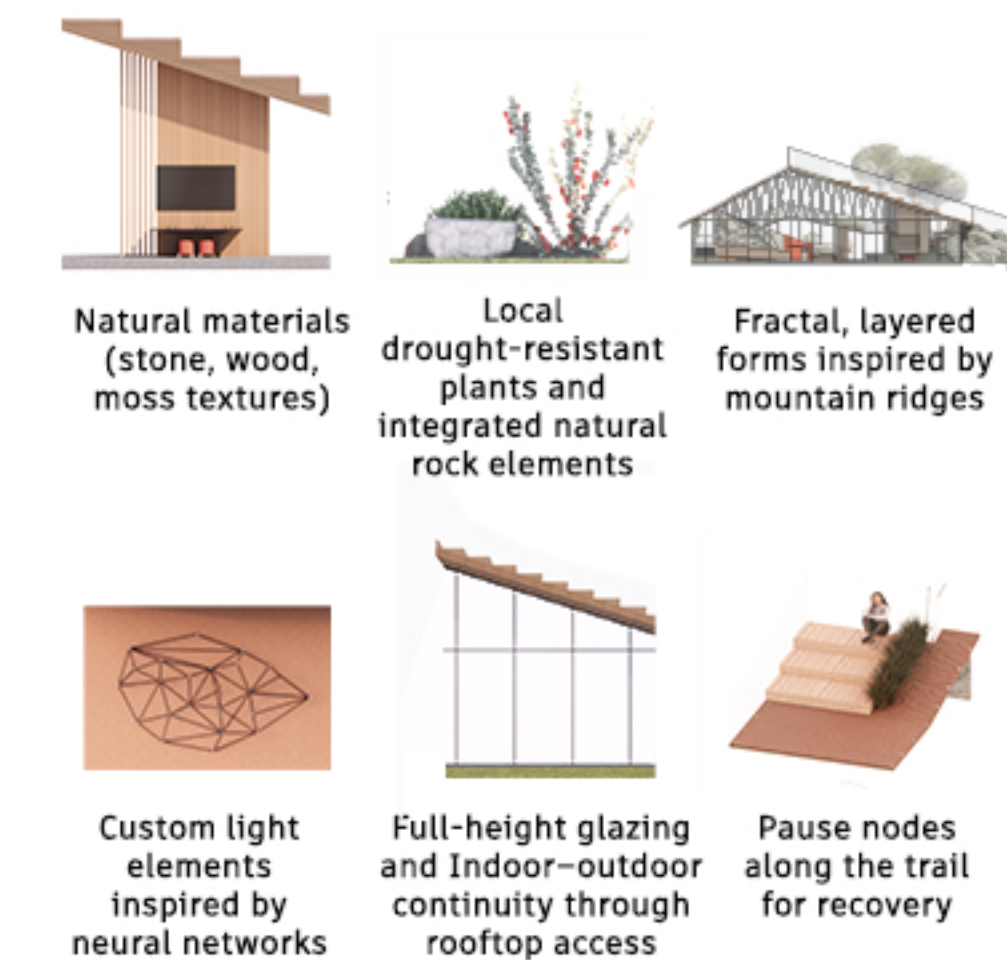 Natural materials
(stone, wood,
moss textures)
Local
drought-resistant
plants and
integrated natural
rock elements
Fractal, layered
forms inspired by
mountain ridges
Custom light
elements
inspired by
neural networks
Full-height glazing
and Indoor–outdoor
continuity through
rooftop access
Pause nodes
along the trail
for recovery